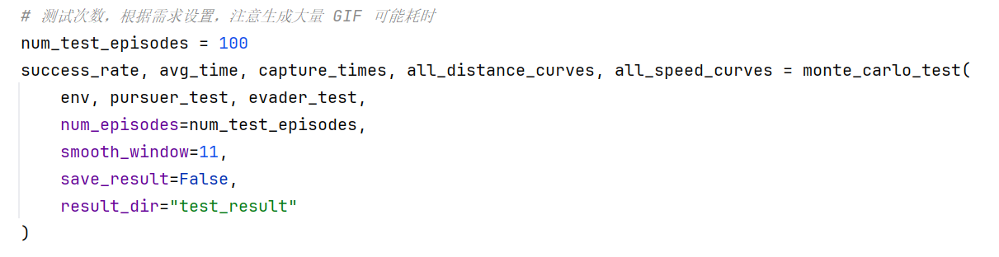 # 测试次数，根据需求设置，注意生成大量 GIF 可能耗时
num_test_episodes = 100
success_rate, avg_time, capture_times, all_distance_curves, all_speed_curves = monte_carlo_test(
    env, pursuer_test, evader_test,
    num_episodes=num_test_episodes,
    smooth_window=11,
    save_result=False,
    result_dir="test_result"
)